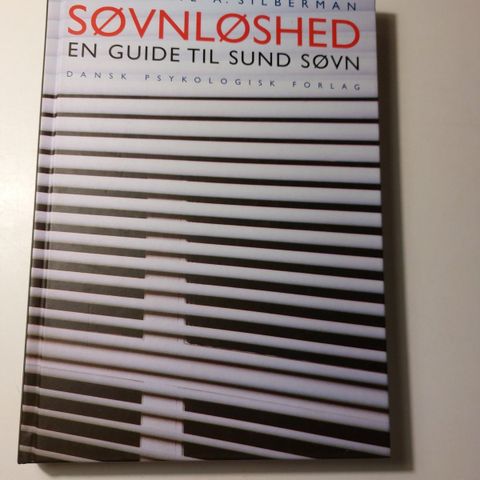 A. SILBERMAN
SØVNLØSHED
EN GUIDE TIL SUND SØVN
DANSK PSYKOLOGISK FORLAG